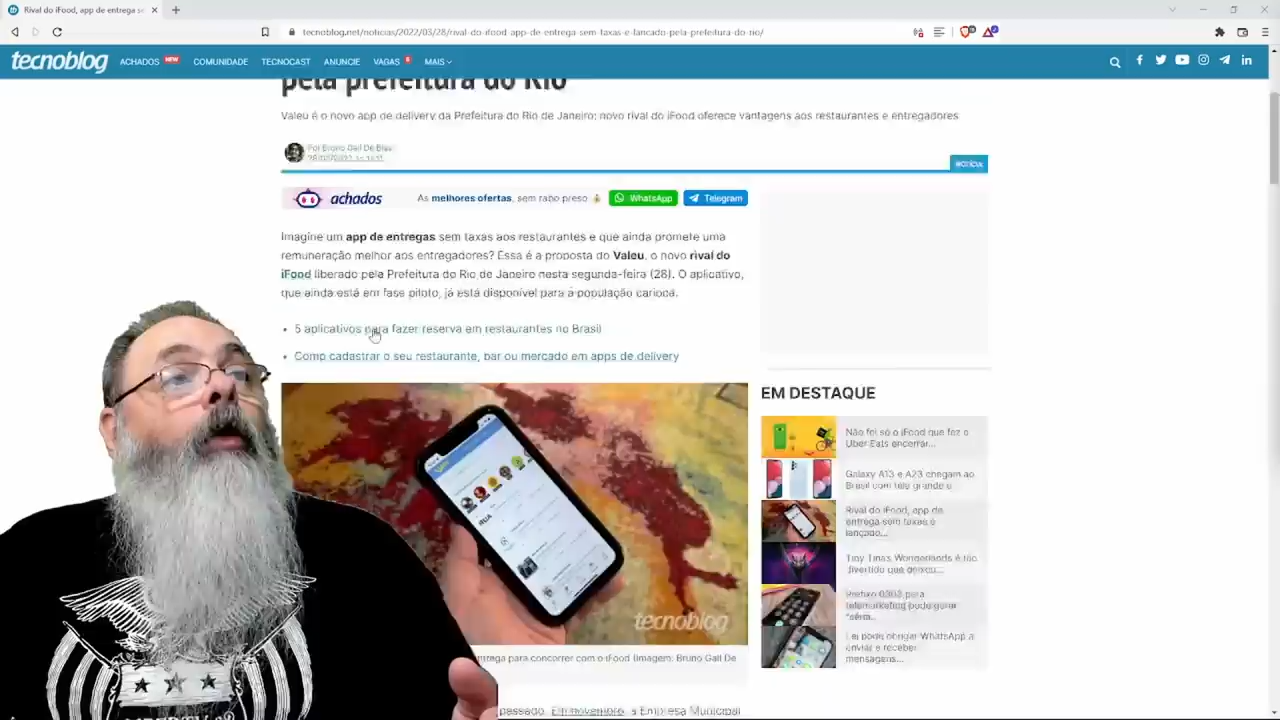 Rival do iFood, app de entrega se
tecnoblog.net/noticias/2022/03/28/rival-do-ifood-app-de-entrega-sem-taxas-e-lancado-pela-prefeitura-do-rio/
tecnoblog
ACHADOS NEW COMUNIDADE TECNOCAST ANUNCIE VAGAS MAIS
pela prefeitura do Rio
Valeu é o novo app de delivery da Prefeitura do Rio de Janeiro; novo rival do iFood oferece vantagens aos restaurantes e entregadores
Por Bruno Gall De Blasi
NOTÍCIA
achados As melhores ofertas, sem rabo preso WhatsApp Telegram
Imagine um app de entregas sem taxas aos restaurantes e que ainda promete uma
remuneração melhor aos entregadores? Essa é a proposta do Valeu, o novo rival do
iFood liberado pela Prefeitura do Rio de Janeiro nesta segunda-feira (28). O aplicativo,
que ainda está em fase piloto, já está disponível para a população carioca.
5 aplicativos para fazer reserva em restaurantes no Brasil
Como cadastrar o seu restaurante, bar ou mercado em apps de delivery
tecnoblog
entrega para concorrer com o iFood (Imagem: Bruno Gall De
passado. Em novembro, a Empresa Municipal
EM DESTAQUE
Não foi só o iFood que fez o
Uber Eats encerrar...
Galaxy A13 e A23 chegam ao
Brasil com tela grande e
Rival do iFood, app de
entrega sem taxas é
lançado...
Tiny Tina's Wonderlands é tão
divertido que deixou...
Prefixo 0303 para
telemarketing pode gerar
"séria...
Lei pode obrigar WhatsApp a
enviar e receber
mensagens...